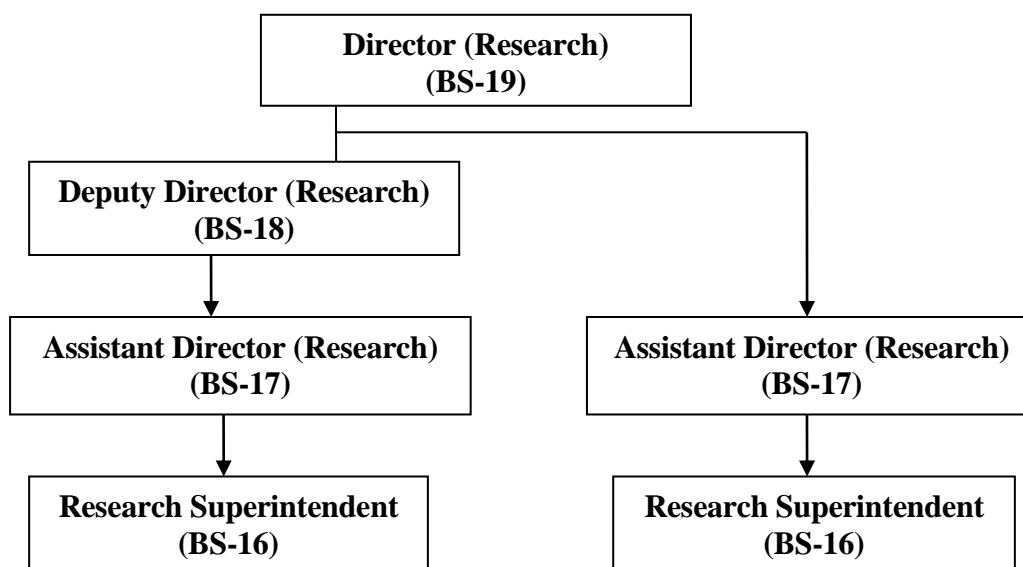 Director (Research)
(BS-19)
Deputy Director (Research)
(BS-18)
Assistant Director (Research)
(BS-17)
Assistant Director (Research)
(BS-17)
Research Superintendent
(BS-16)
Research Superintendent
(BS-16)